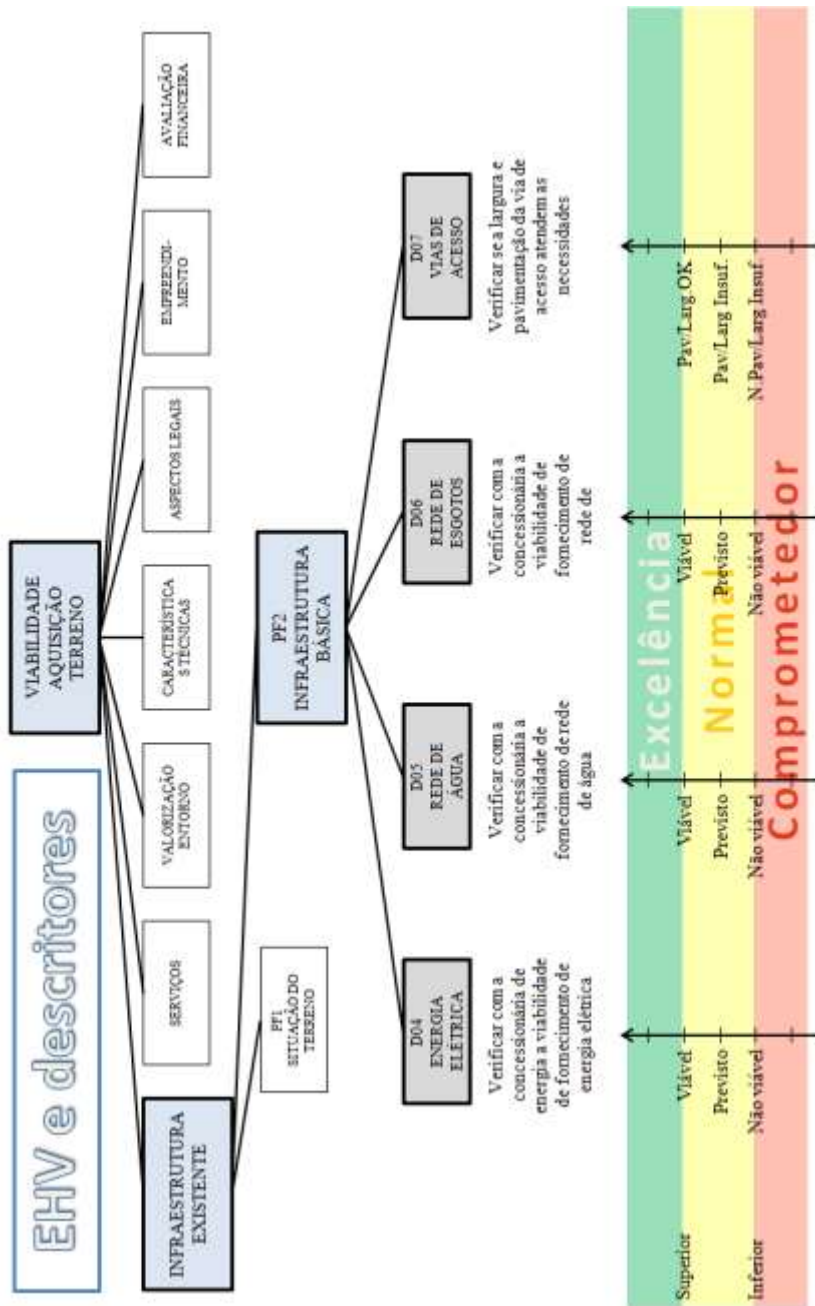 EHV e descritores
VIABILIDADE
AQUISIÇÃO
TERRENO
INFRAESTRUTURA
EXISTENTE
SERVIÇOS
VALORIZAÇÃO
ENTORNO
CARACTERÍSTICA
S TÉCNICAS
ASPECTOS LEGAIS
EMPREENDI-
MENTO
AVALIAÇÃO
FINANCEIRA
PF1
SITUAÇÃO DO
TERRENO
PF2
INFRAESTRUTURA
BÁSICA
D04
ENERGIA
ELÉTRICA
Verificar com a
concessionária de
energia a viabilidade
de fornecimento de
energia elétrica
D05
REDE DE
ÁGUA
Verificar com a
concessionária a
viabilidade de
fornecimento de rede
de água
D06
REDE DE
ESGOTOS
Verificar com a
concessionária a
viabilidade de
fornecimento de
rede de
D07
VIAS DE
ACESSO
Verificar se a largura e
pavimentação da via de
acesso atendem as
necessidades
Excelência
Normal
Comprometedor
Superior
Inferior
Viável
Previsto
Não viável
Viável
Previsto
Não viável
Viável
Previsto
Não viável
Pav/Larg OK
Pav/Larg Insuf.
N.Pav/Larg Insuf.